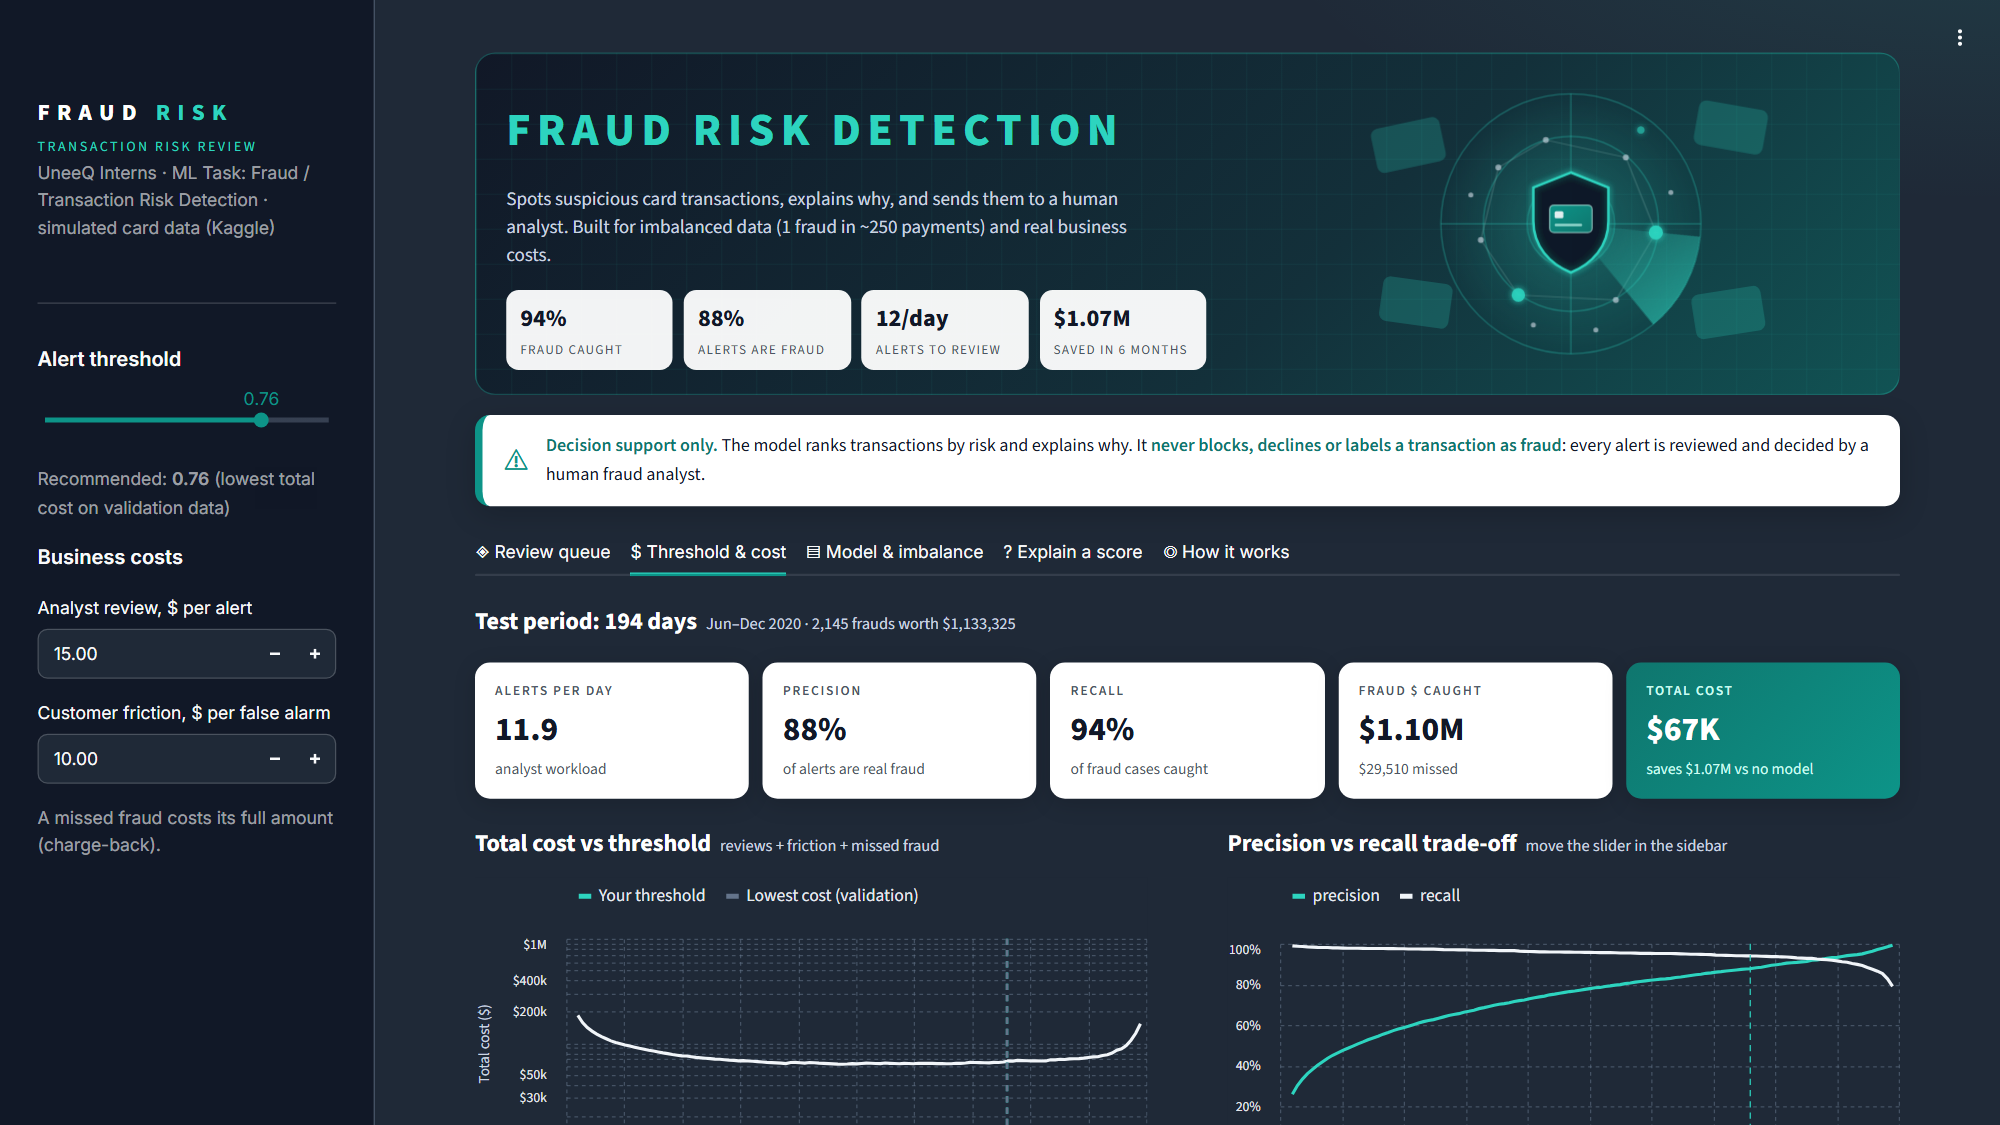 FRAUD RISK
TRANSACTION RISK REVIEW
UneeQ Interns · ML Task: Fraud /
Transaction Risk Detection ·
simulated card data (Kaggle)
Alert threshold
0.76
Recommended: 0.76 (lowest total
cost on validation data)
Business costs
Analyst review, $ per alert
15.00
Customer friction, $ per false alarm
10.00
A missed fraud costs its full amount
(charge-back).
FRAUD RISK DETECTION
Spots suspicious card transactions, explains why, and sends them to a human
analyst. Built for imbalanced data (1 fraud in ~250 payments) and real business
costs.
94%
FRAUD CAUGHT
88%
ALERTS ARE FRAUD
12/day
ALERTS TO REVIEW
$1.07M
SAVED IN 6 MONTHS
Decision support only. The model ranks transactions by risk and explains why. It never blocks, declines or labels a transaction as fraud: every alert is reviewed and decided by a
human fraud analyst.
Review queue
$ Threshold & cost
Model & imbalance
? Explain a score
How it works
Test period: 194 days Jun–Dec 2020 · 2,145 frauds worth $1,133,325
ALERTS PER DAY
11.9
analyst workload
PRECISION
88%
of alerts are real fraud
RECALL
94%
of fraud cases caught
FRAUD $ CAUGHT
$1.10M
$29,510 missed
TOTAL COST
$67K
saves $1.07M vs no model
Total cost vs threshold reviews + friction + missed fraud
Your threshold
Lowest cost (validation)
$1M
$400k
$200k
$50k
$30k
Total cost ($)
Precision vs recall trade-off move the slider in the sidebar
precision
recall
100%
80%
60%
40%
20%